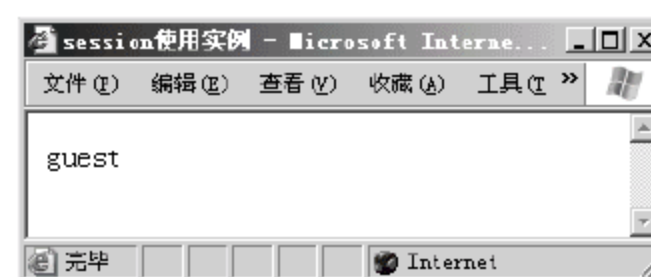 session使用实例 - Microsoft Interne...
文件(F) 编辑(E) 查看(V) 收藏(A) 工具(T »
guest
完毕 Internet